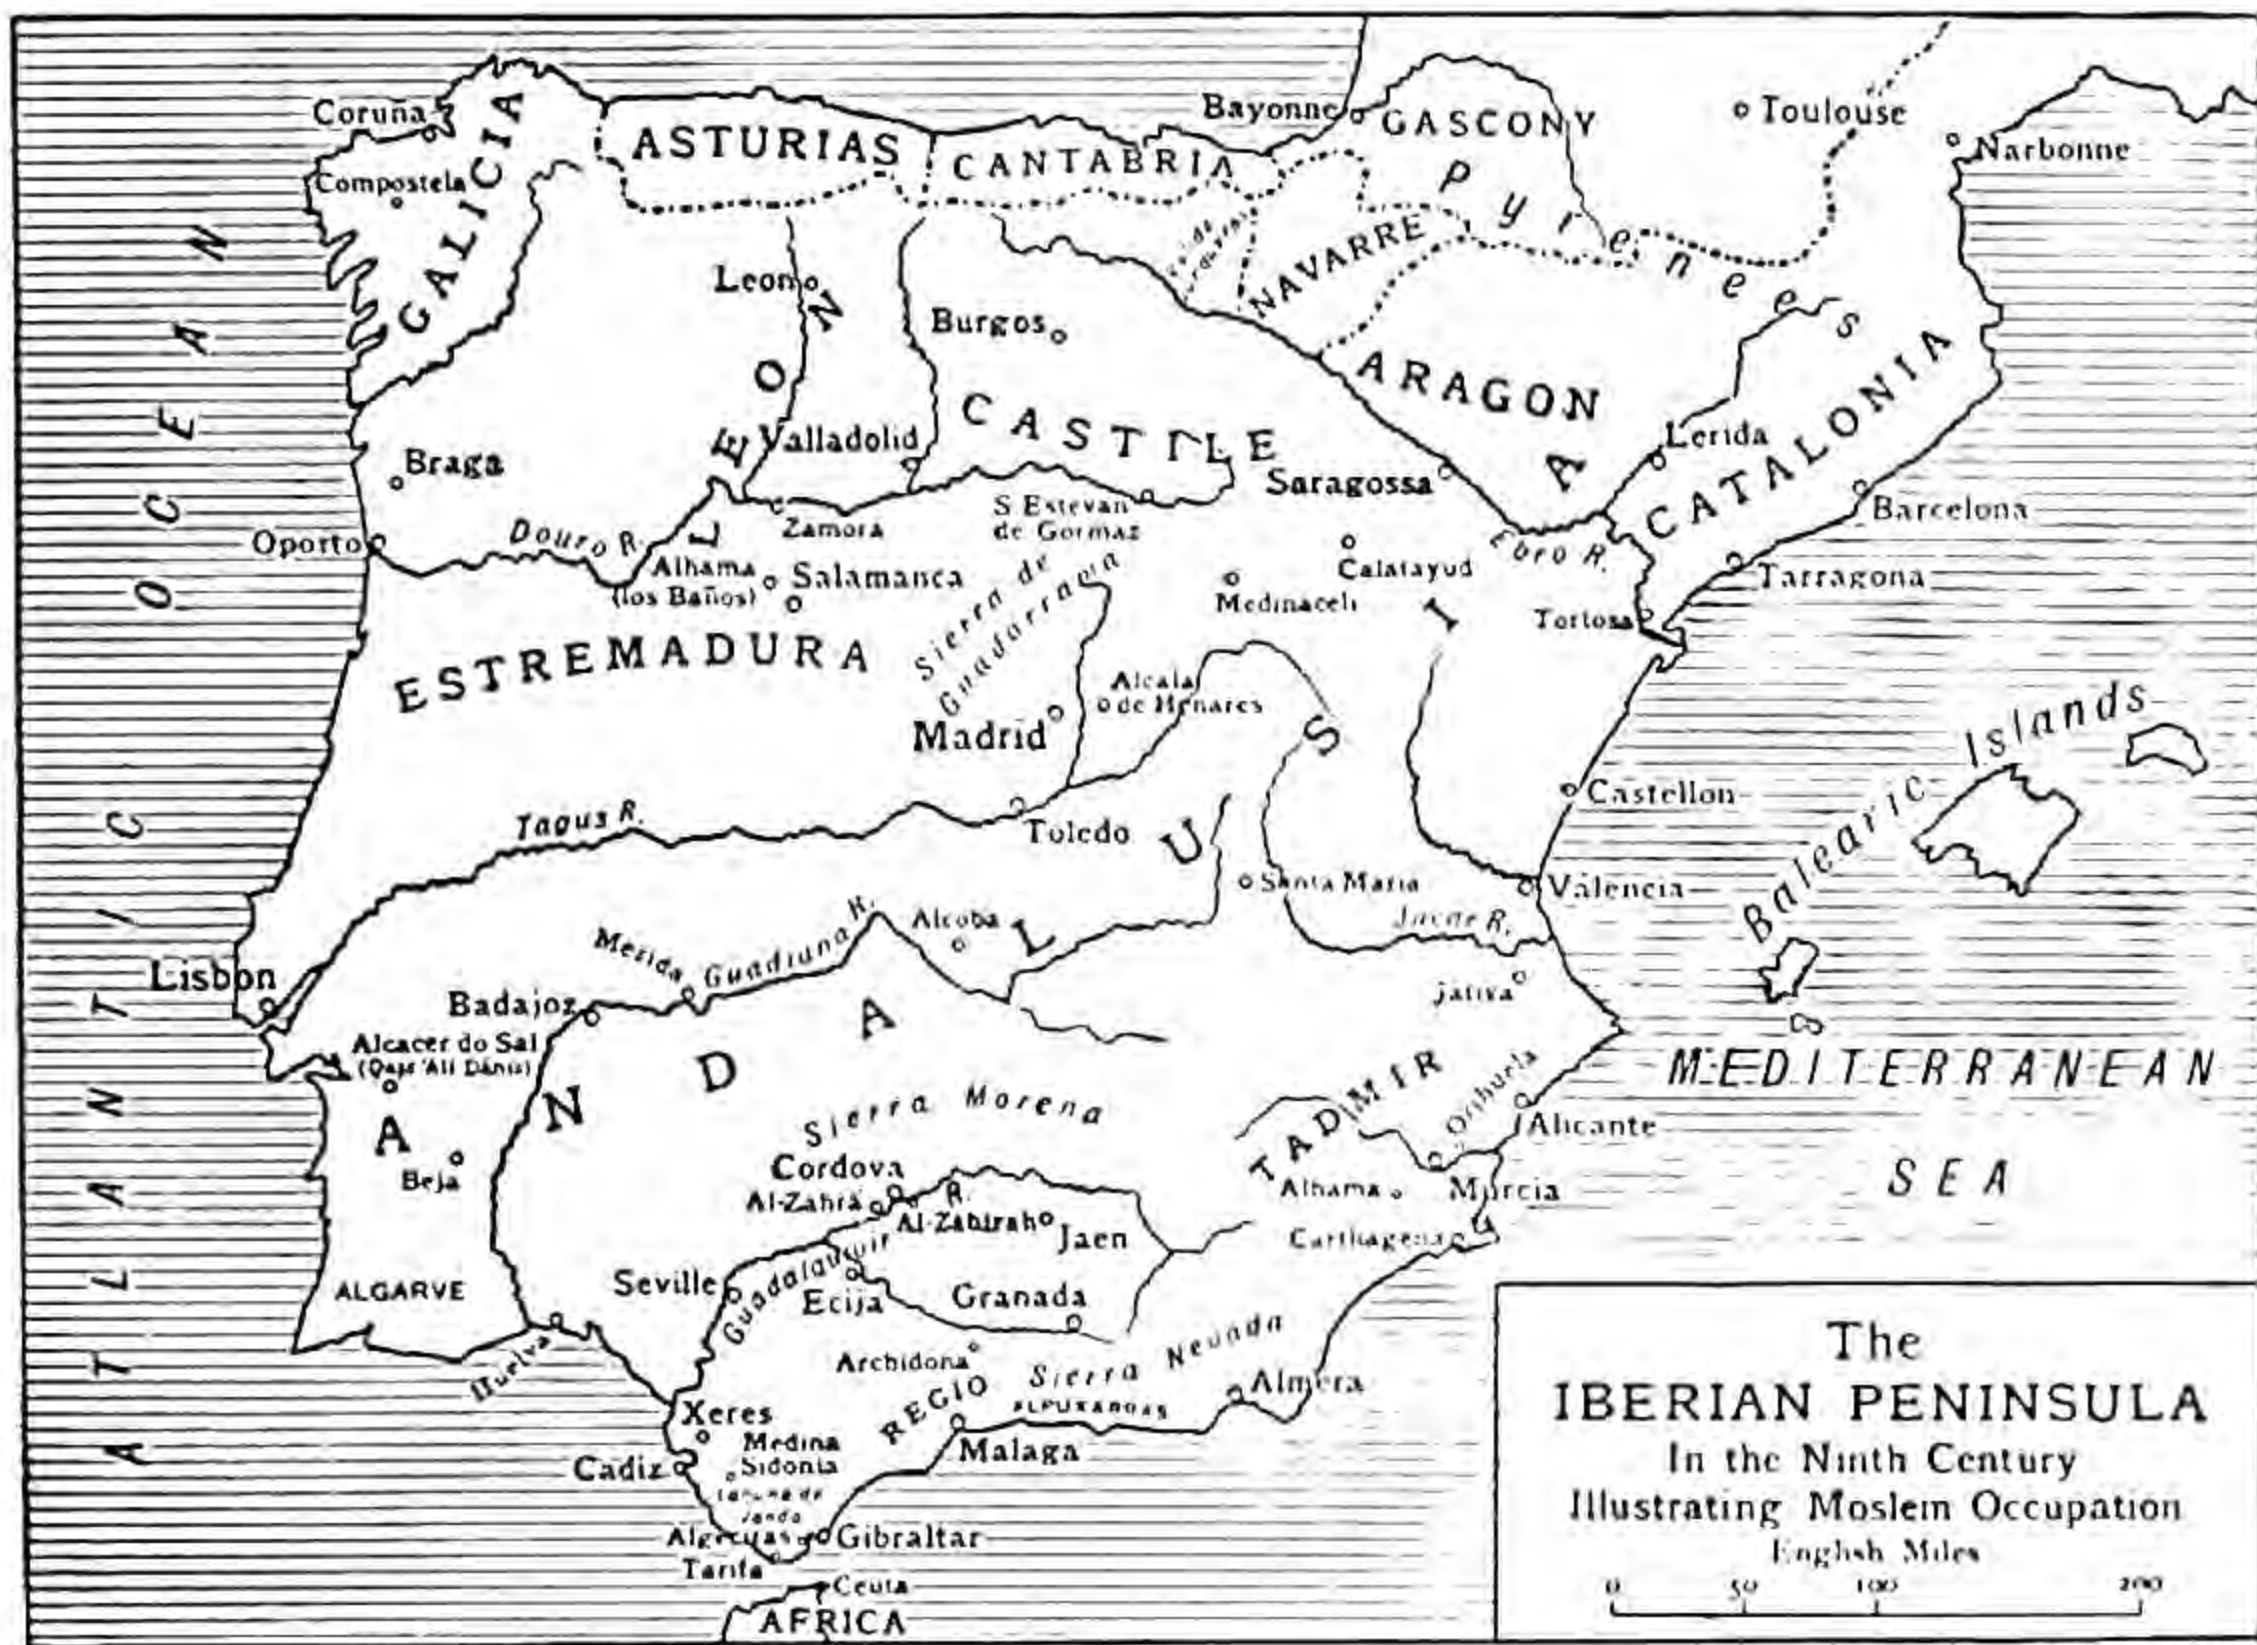 Coruña
Bayonne
GASCONY
Toulouse
Narbonne
ASTURIAS
CANTABRIA
Compostela
GALICIA
Pyrenees
NAVARRE
Leon
LEON
Burgos
ARAGON
CATALONIA
CASTILE
Valladolid
Lerida
Braga
Saragossa
Barcelona
S Estevan
de Gormaz
Zamora
Oporto
Douro R.
Ebro R.
Calatayud
Tarragona
Alhama
(los Baños)
Salamanca
Medinaceli
Tortosa
Sierra de
Guadarrama
ESTREMADURA
Alcala
de Henares
Madrid
Balearic Islands
Castellon
Tagus R.
Toledo
Santa Maria
Valencia
Jucar R.
Alcoba
Merida
Guadiana R.
Lisbon
Badajoz
Jativa
Alcacer do Sal
ATLANTIC OCEAN
ANDALUSIA
MEDITERRANEAN
SEA
TADMIR
Orihuela
Alicante
Sierra Morena
Beja
Cordova
Al-Zahra
Al-Zahirah
Jaen
Alhama
Murcia
Carthagena
Guadalquivir R.
ALGARVE
Seville
Ecija
Granada
Huelva
Archidona
REGIO
Sierra Nevada
Almera
Xeres
Medina
Sidonia
Cadiz
Malaga
Gibraltar
Tarifa
Ceuta
AFRICA
The
IBERIAN PENINSULA
In the Ninth Century
Illustrating Moslem Occupation
English Miles
0 50 100 200